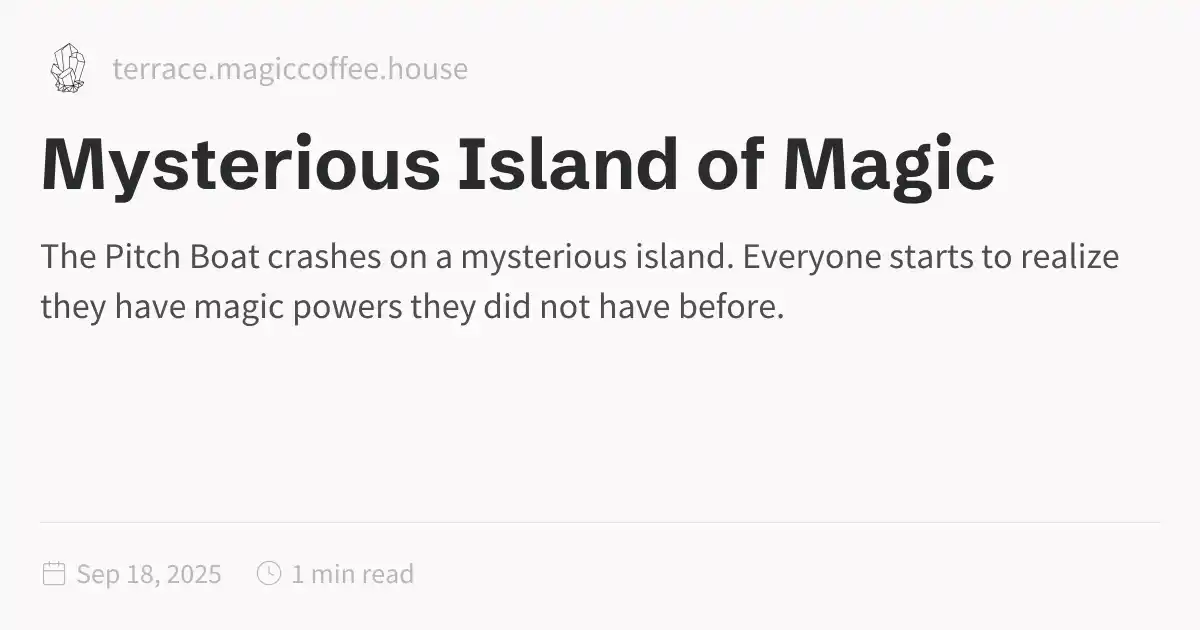 terrace.magiccoffee.house
Mysterious Island of Magic
The Pitch Boat crashes on a mysterious island. Everyone starts to realize
they have magic powers they did not have before.
Sep 18, 2025 1 min read